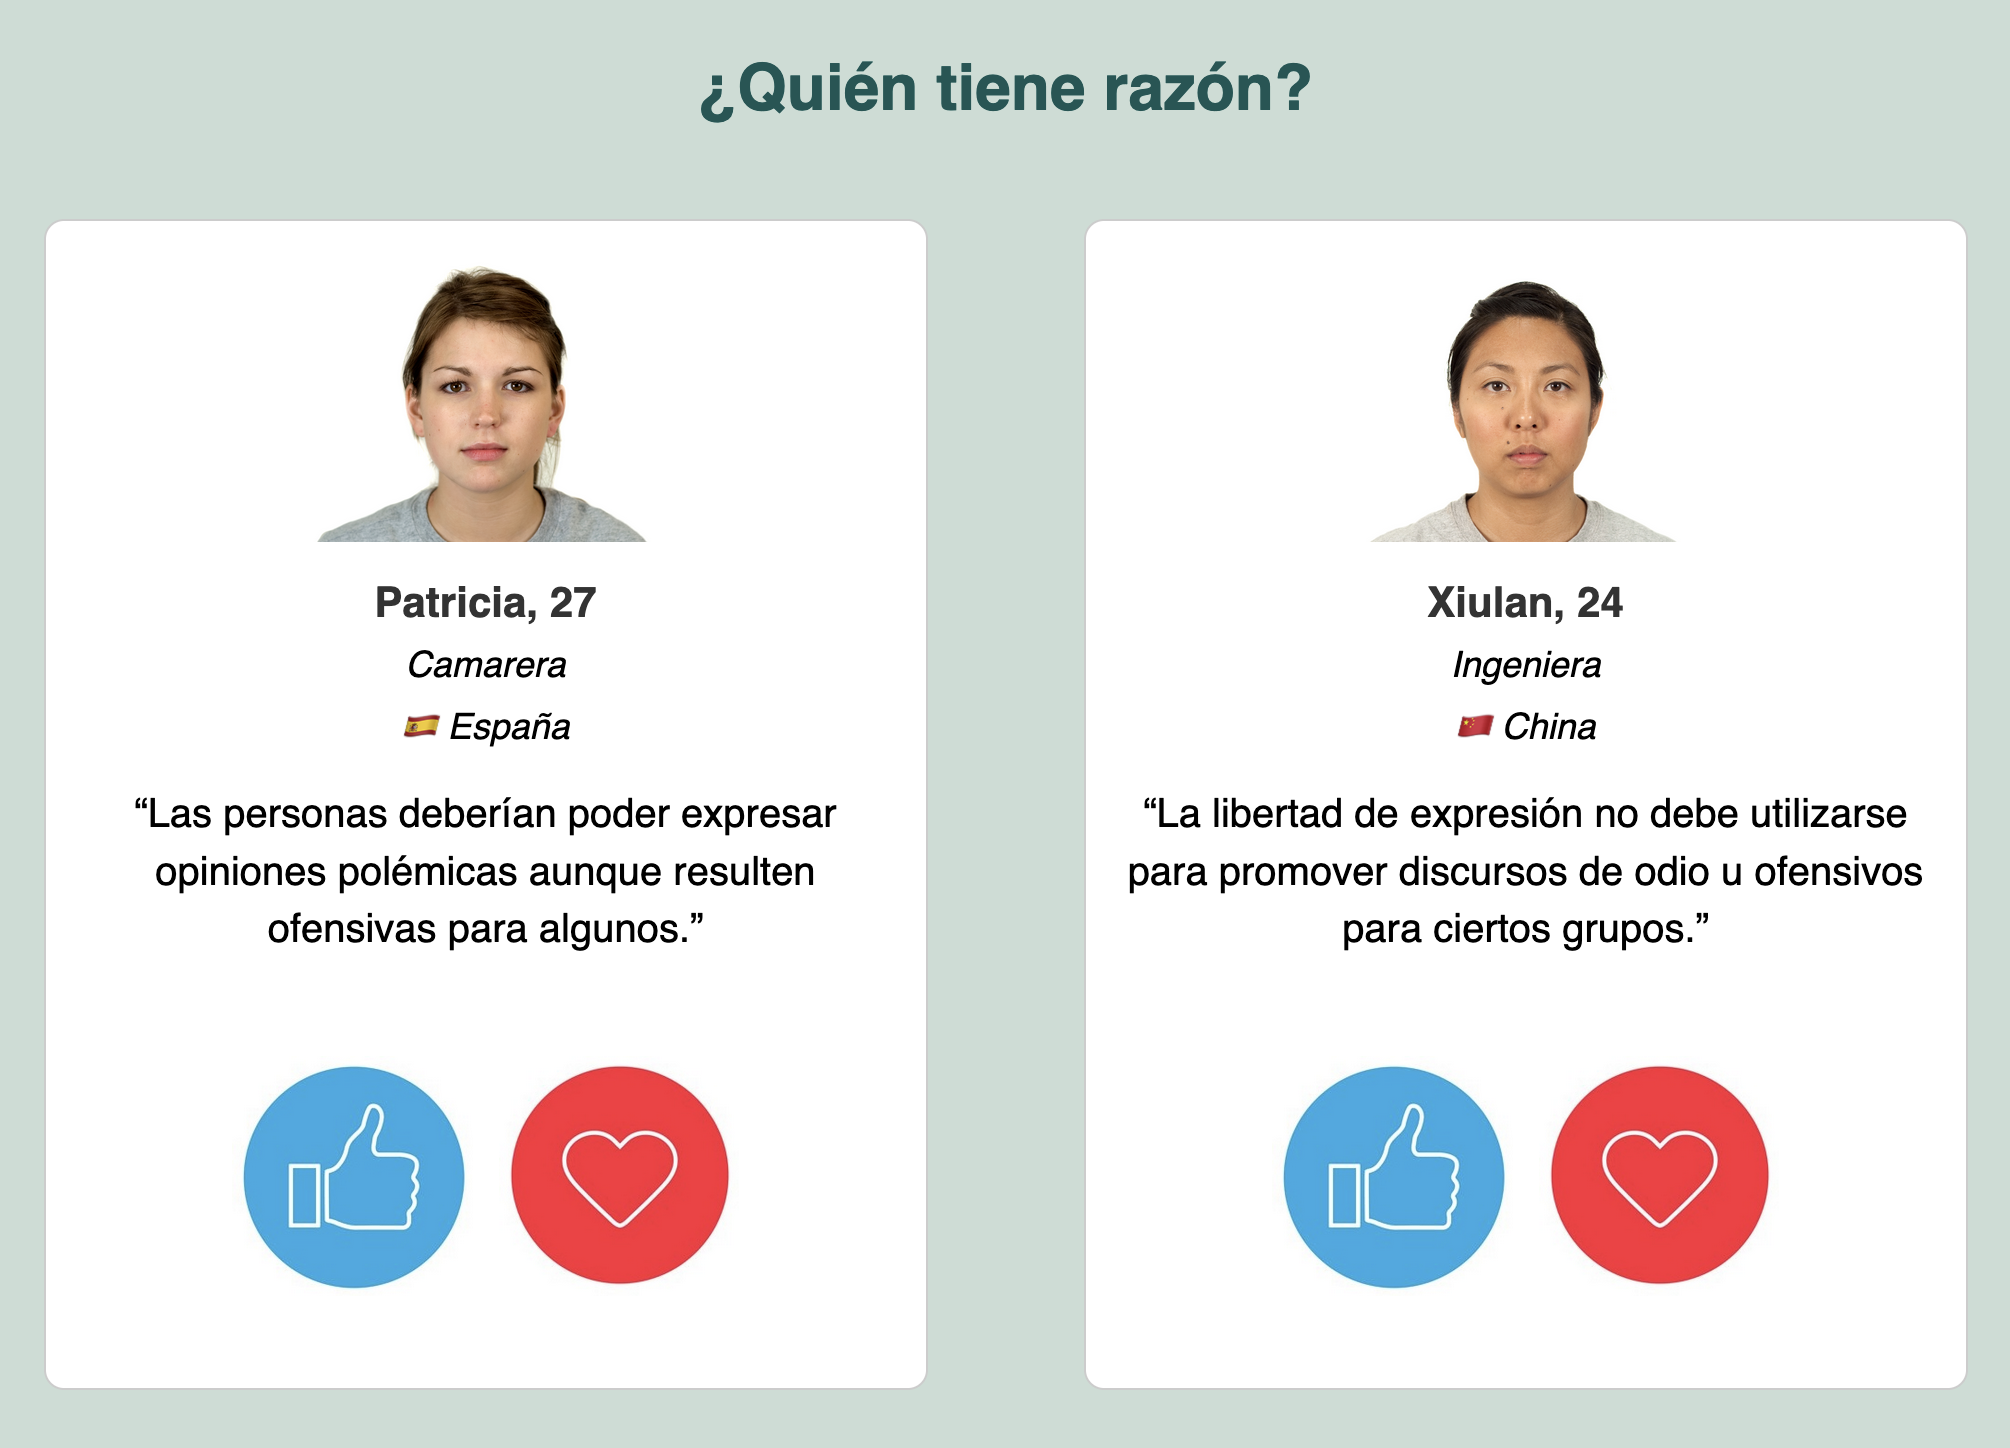 ¿Quién tiene razón?
Patricia, 27
Camarera
🇪🇸 España
“Las personas deberían poder expresar
opiniones polémicas aunque resulten
ofensivas para algunos.”
Xiulan, 24
Ingeniera
🇨🇳 China
“La libertad de expresión no debe utilizarse
para promover discursos de odio u ofensivos
para ciertos grupos.”